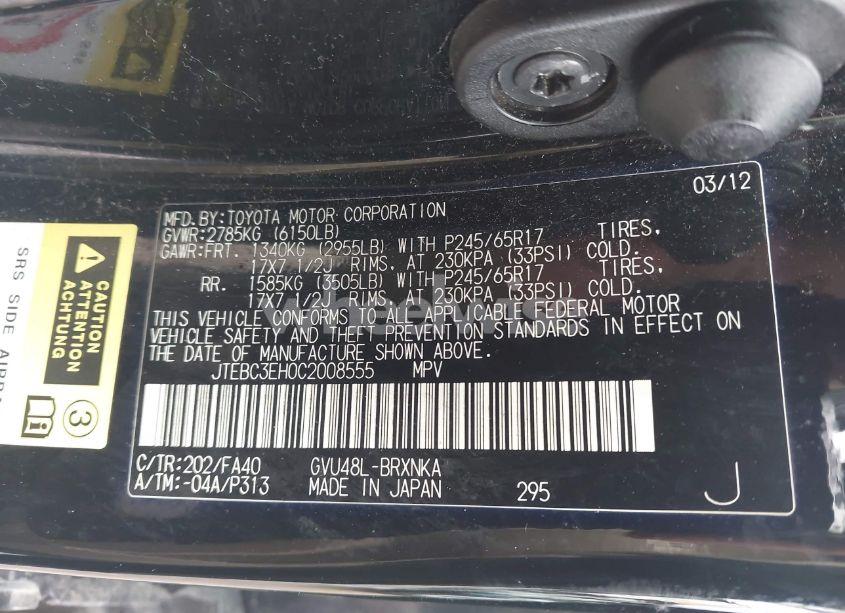 03/12
MFD. BY: TOYOTA MOTOR CORPORATION
GVWR: 2785KG (6150LB)
GAWR: FRT. 1340KG (2955LB) WITH P245/65R17 TIRES,
17X7 1/2J RIMS, AT 230KPA (33PSI) COLD.
RR. 1585KG (3505LB) WITH P245/65R17 TIRES,
17X7 1/2J RIMS, AT 230KPA (33PSI) COLD.
THIS VEHICLE CONFORMS TO ALL APPLICABLE FEDERAL MOTOR
VEHICLE SAFETY AND THEFT PREVENTION STANDARDS IN EFFECT ON
THE DATE OF MANUFACTURE SHOWN ABOVE.
JTEBC3EH0C2008555 MPV
C/TR:202/FA40 GVU48L-BRXNKA
A/TM:-04A/P313 MADE IN JAPAN 295 J
CAUTION
ATTENTION
ACHTUNG
SRS SIDE
3